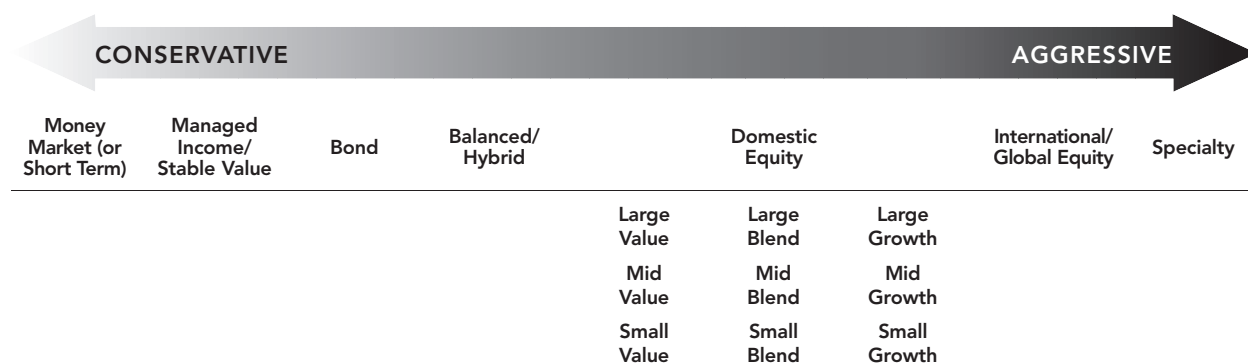 CONSERVATIVE AGGRESSIVE
Money
Market (or
Short Term)
Managed
Income/
Stable Value
Bond
Balanced/
Hybrid
Domestic
Equity
International/
Global Equity
Specialty
Large
Value
Large
Blend
Large
Growth
Mid
Value
Mid
Blend
Mid
Growth
Small
Value
Small
Blend
Small
Growth